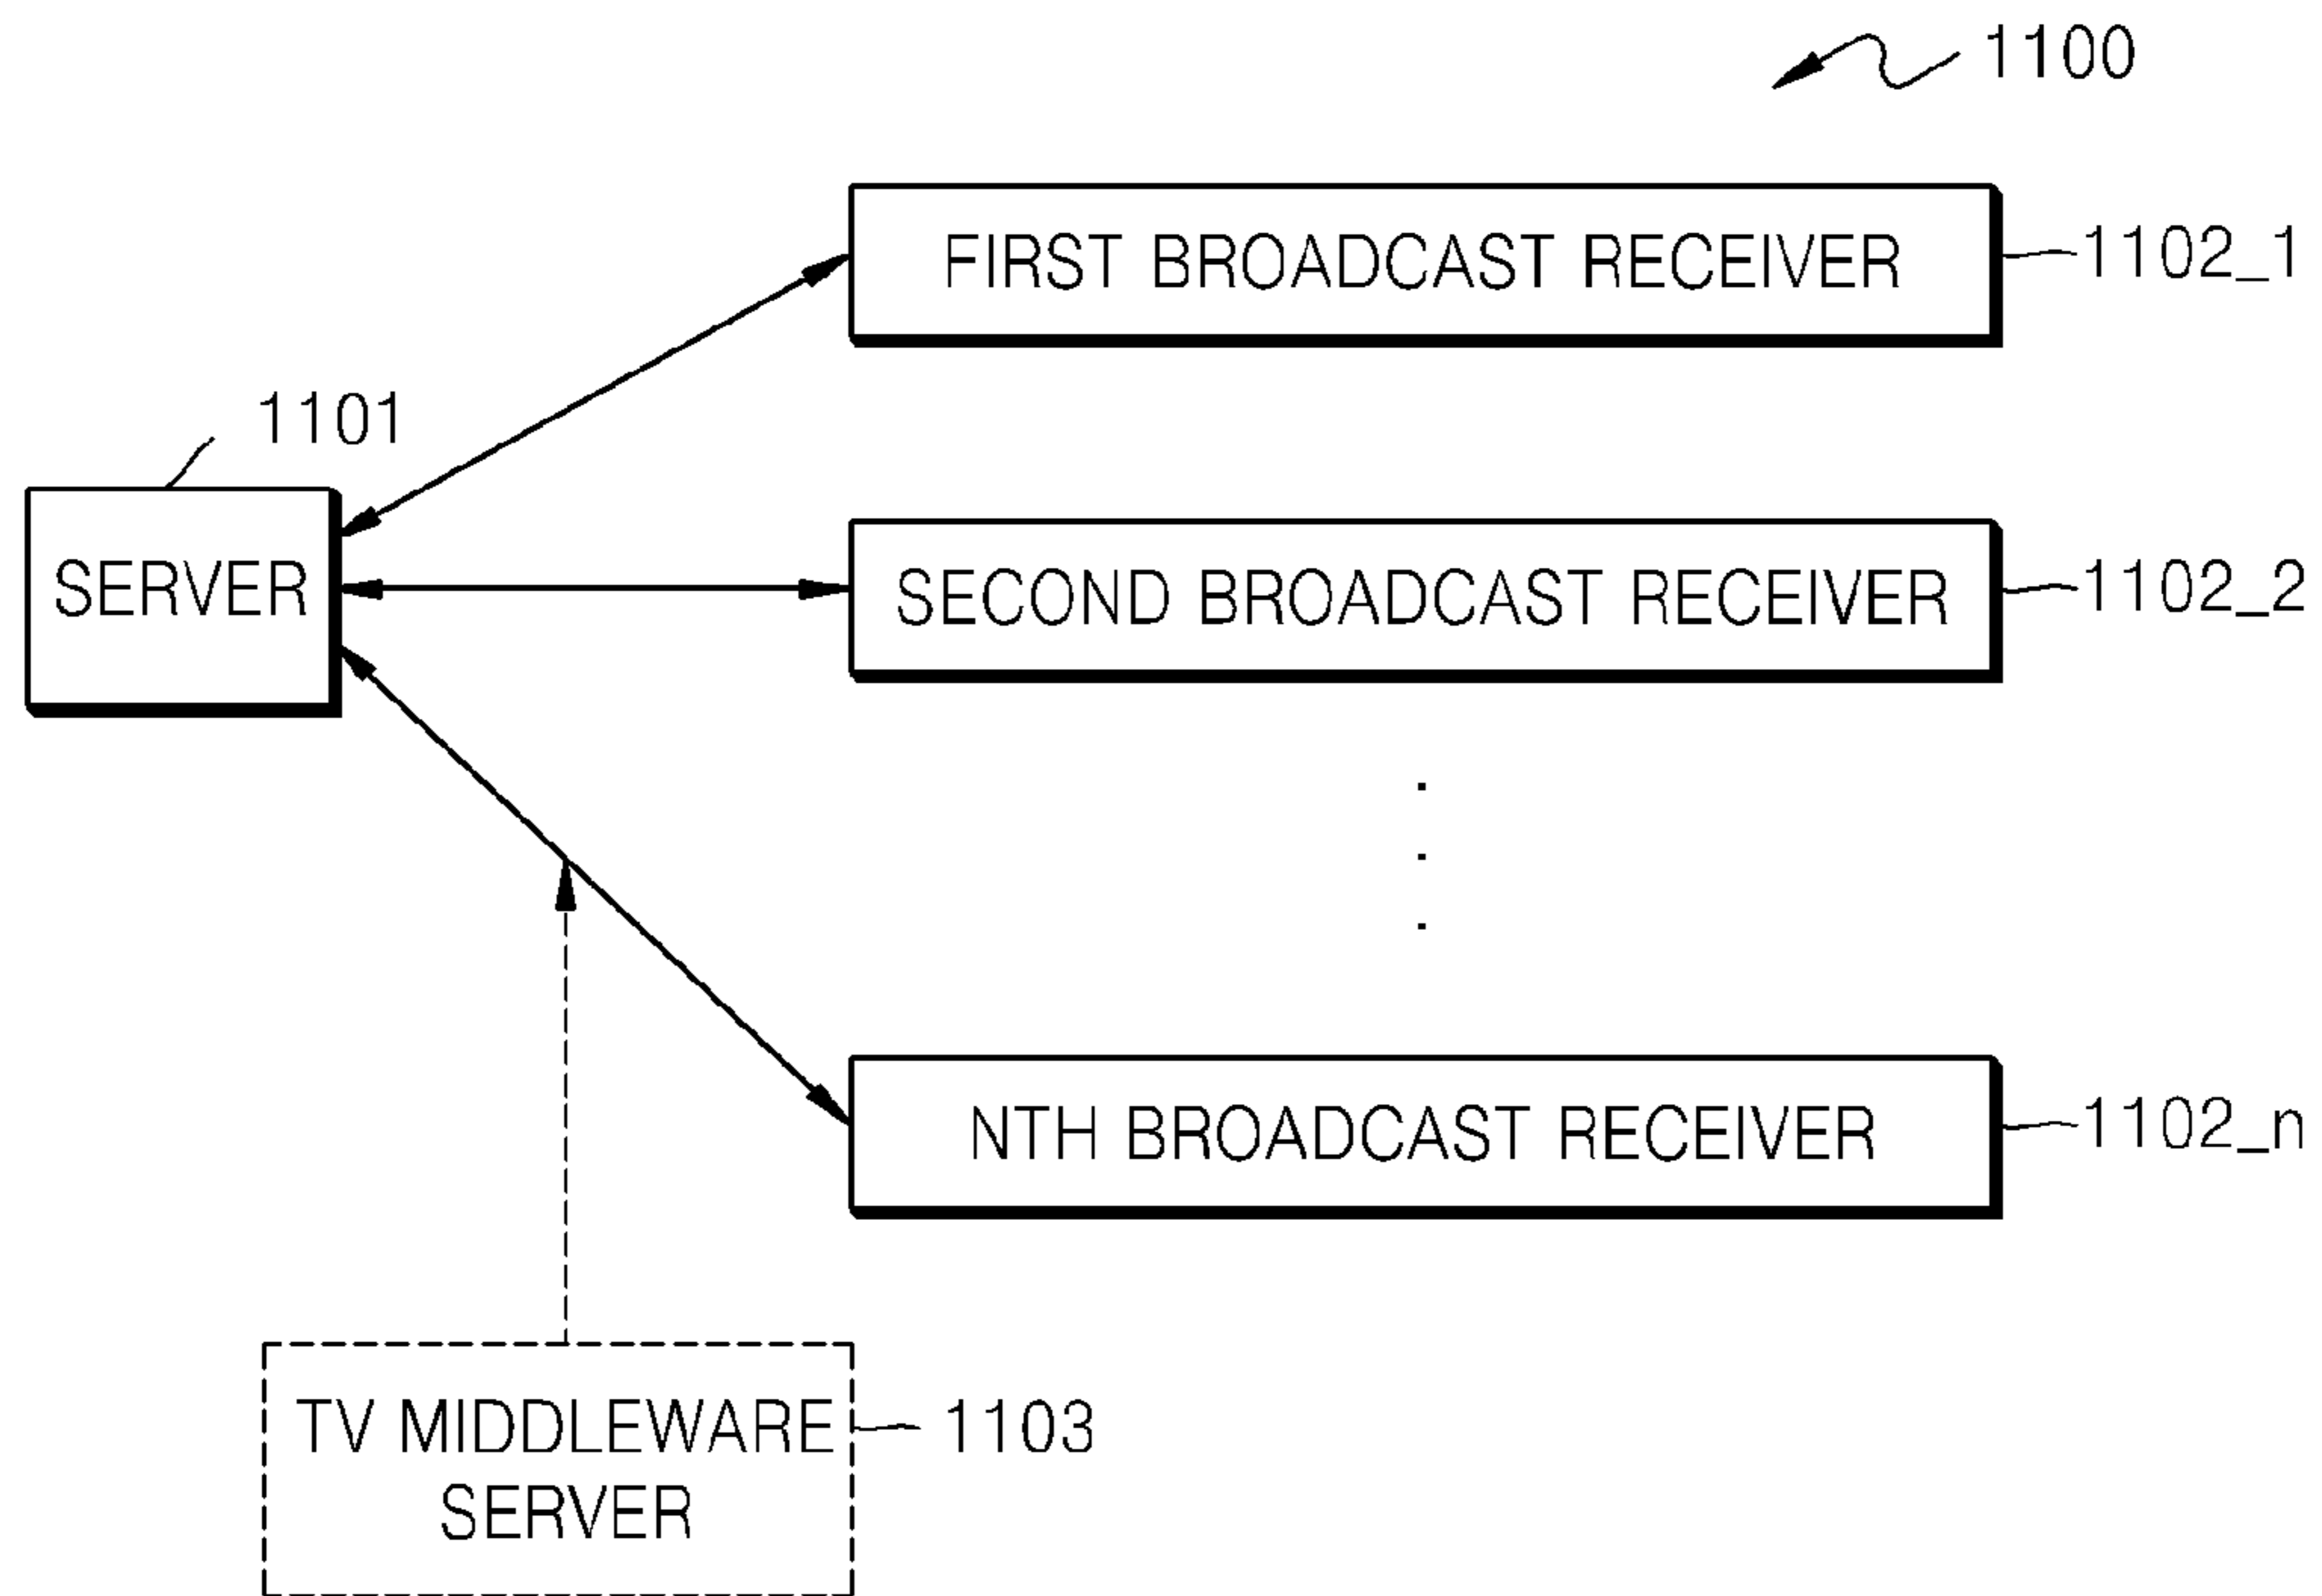 1100
FIRST BROADCAST RECEIVER
1102_1
1101
SERVER
SECOND BROADCAST RECEIVER
1102_2
NTH BROADCAST RECEIVER
1102_n
TV MIDDLEWARE
SERVER
1103